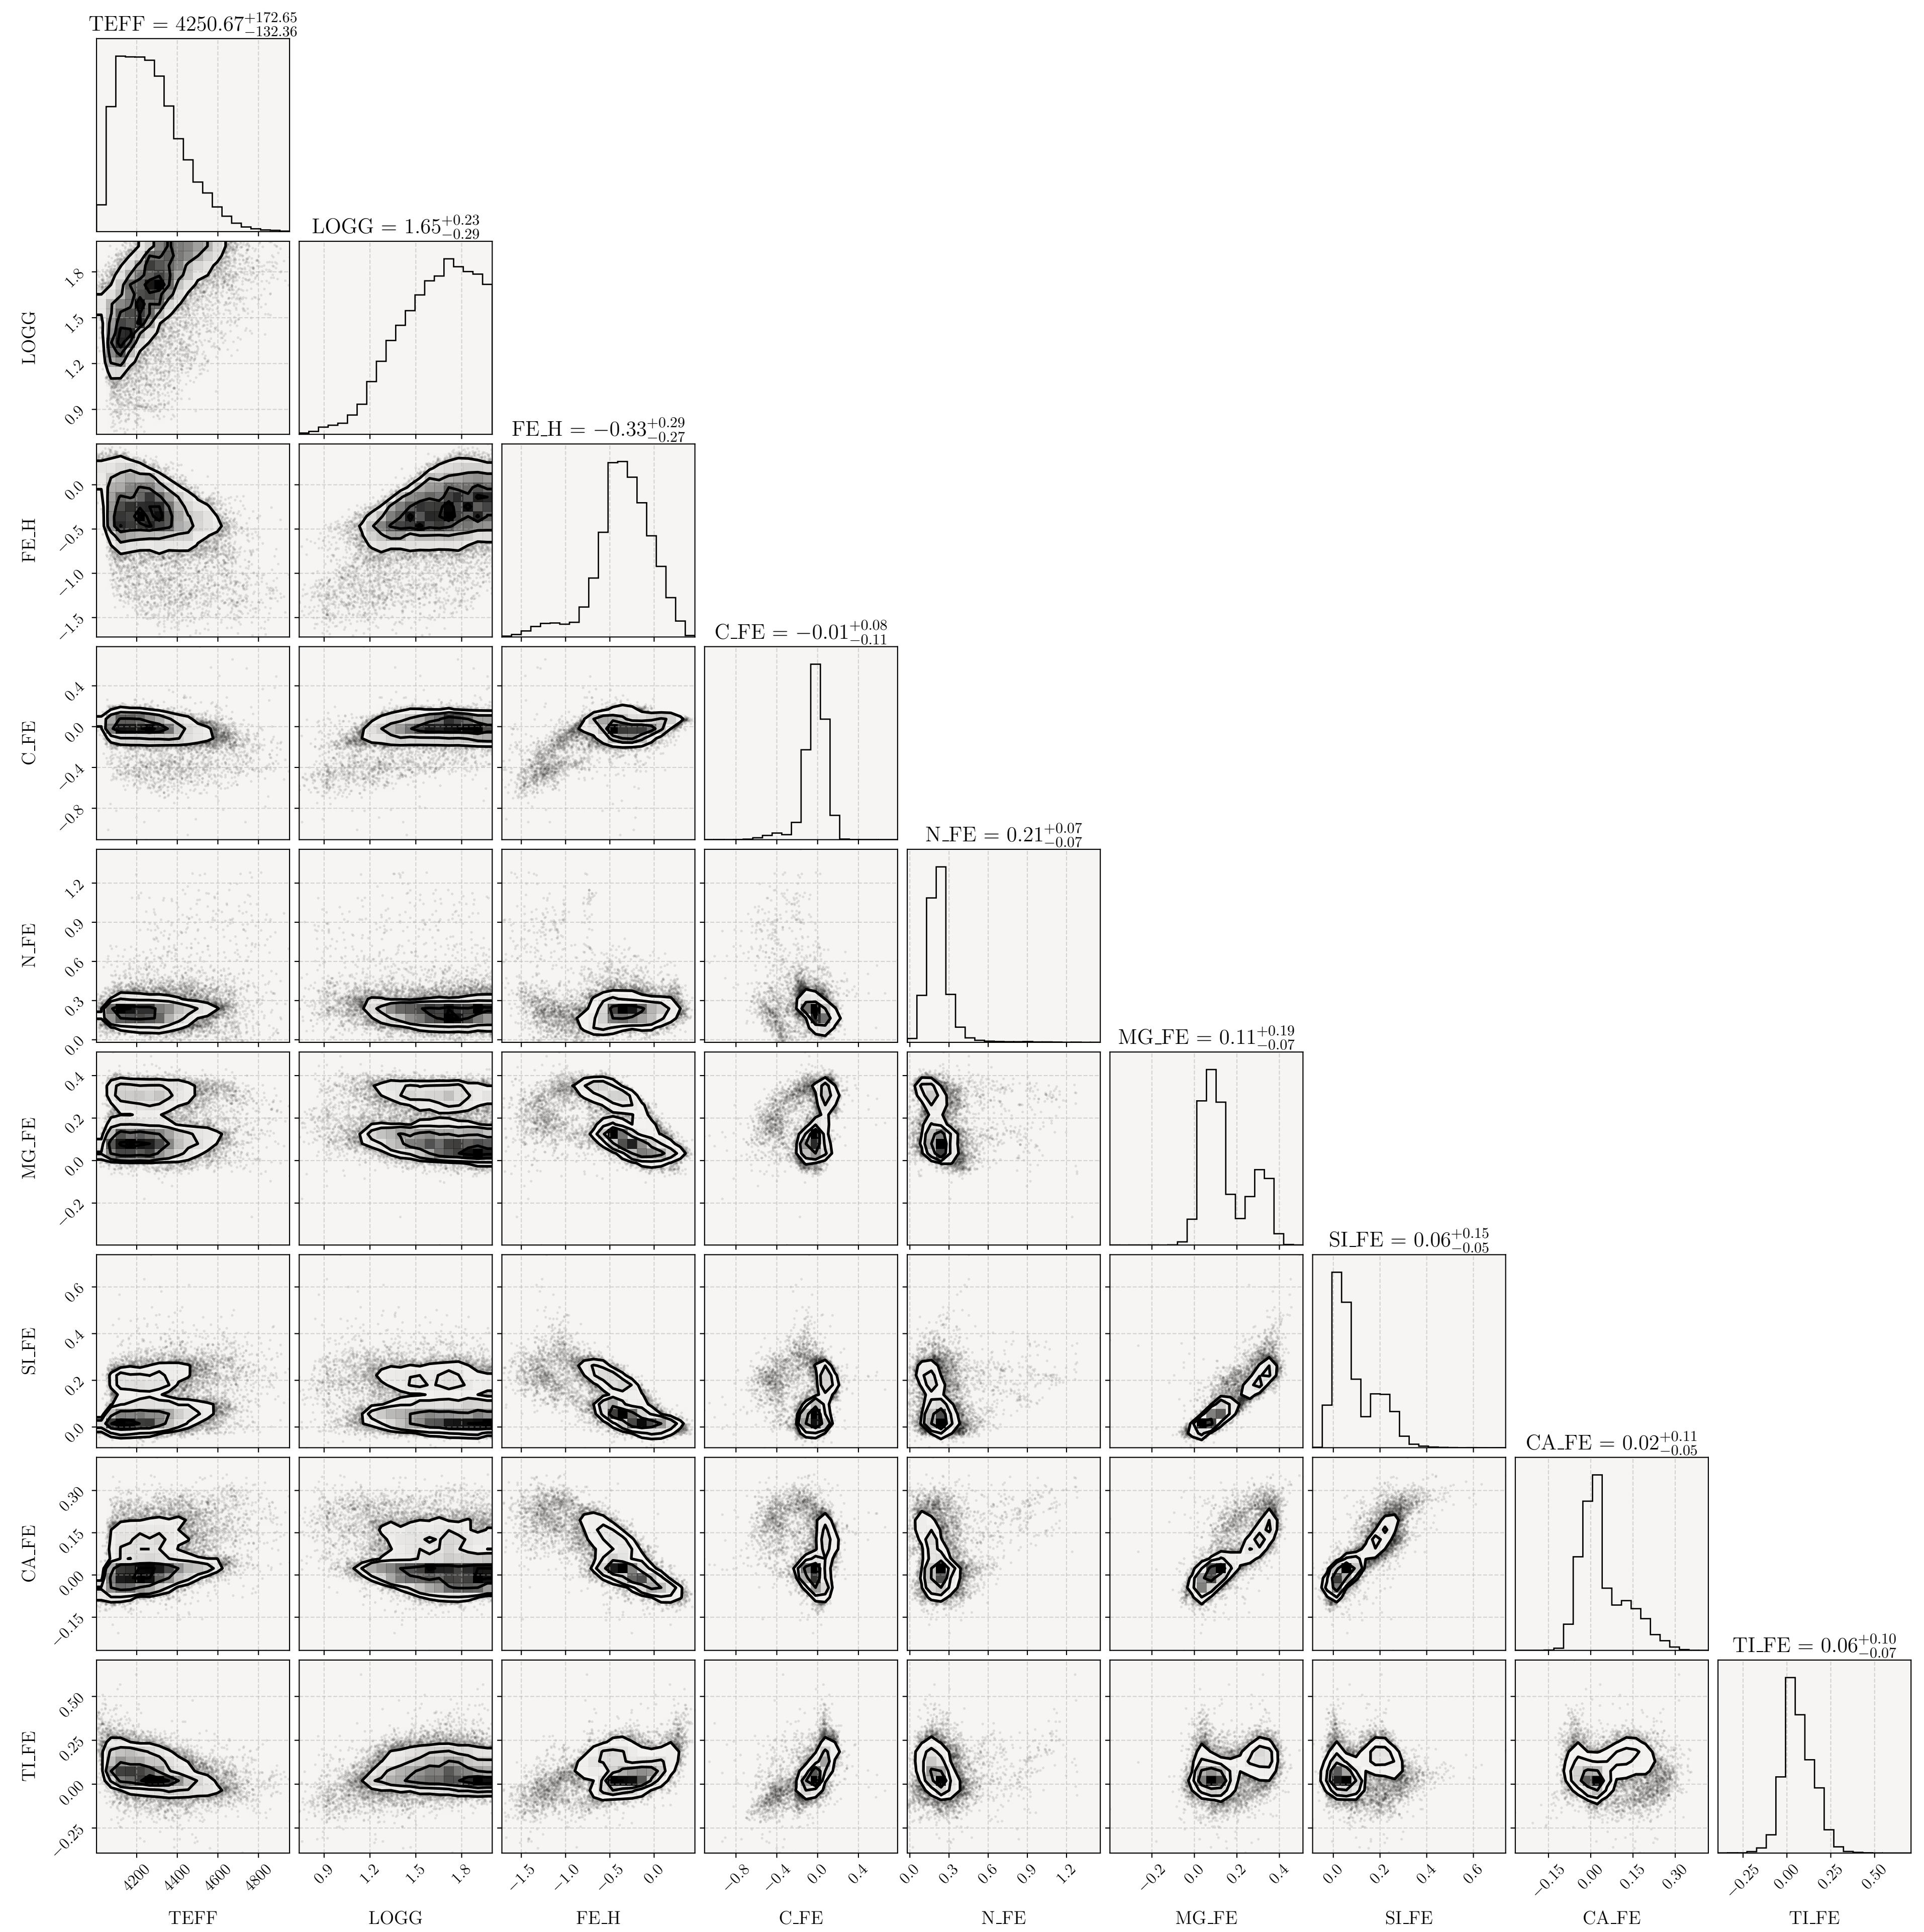 TEFF = 4250.67+172.65−132.36
LOGG = 1.65+0.23−0.29
1.8
1.5
1.2
0.9
LOGG
FE_H = −0.33+0.29−0.27
0.0
−0.5
−1.0
−1.5
FE_H
C_FE = −0.01+0.08−0.11
0.4
0.0
−0.4
−0.8
C_FE
N_FE = 0.21+0.07−0.07
1.2
0.9
0.6
0.3
0.0
N_FE
MG_FE = 0.11+0.19−0.07
0.4
0.2
0.0
−0.2
MG_FE
SI_FE = 0.06+0.15−0.05
0.6
0.4
0.2
0.0
SI_FE
CA_FE = 0.02+0.11−0.05
0.30
0.15
0.00
−0.15
CA_FE
TI_FE = 0.06+0.10−0.07
0.50
0.25
0.00
−0.25
TI_FE
4200 4400 4600 4800 0.9 1.2 1.5 1.8 −1.5 −1.0 −0.5 0.0 −0.8 −0.4 0.0 0.4 0.0 0.3 0.6 0.9 1.2 −0.2 0.0 0.2 0.4 0.0 0.2 0.4 0.6 −0.15 0.00 0.15 0.30 −0.25 0.00 0.25 0.50
TEFF LOGG FE_H C_FE N_FE MG_FE SI_FE CA_FE TI_FE